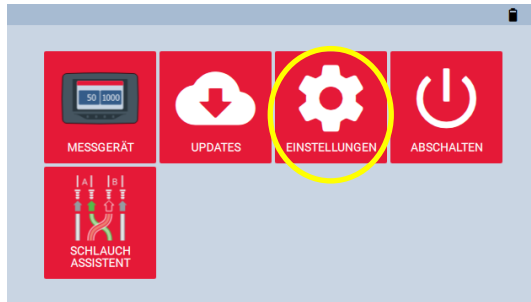 50 1000
MESSGERÄT
UPDATES
EINSTELLUNGEN
ABSCHALTEN
|A| |B|
SCHLAUCH
ASSISTENT